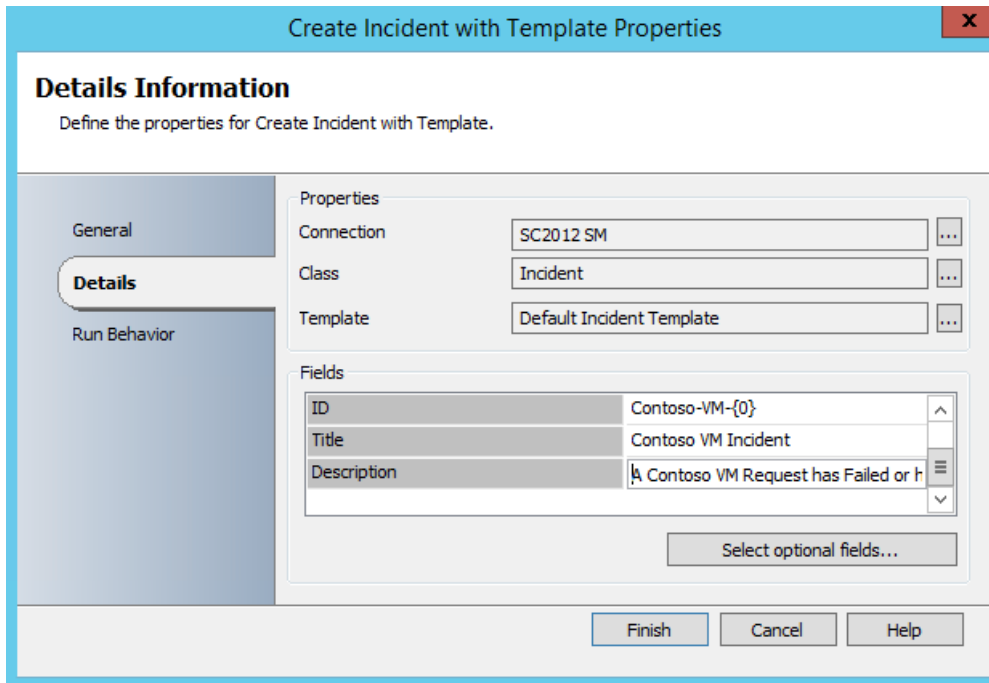 Create Incident with Template Properties
x
Details Information
Define the properties for Create Incident with Template.
General
Details
Run Behavior
Properties
Connection
SC2012 SM
...
Class
Incident
...
Template
Default Incident Template
...
Fields
ID
Contoso-VM-{0}
Title
Contoso VM Incident
Description
A Contoso VM Request has Failed or h
Select optional fields...
Finish
Cancel
Help